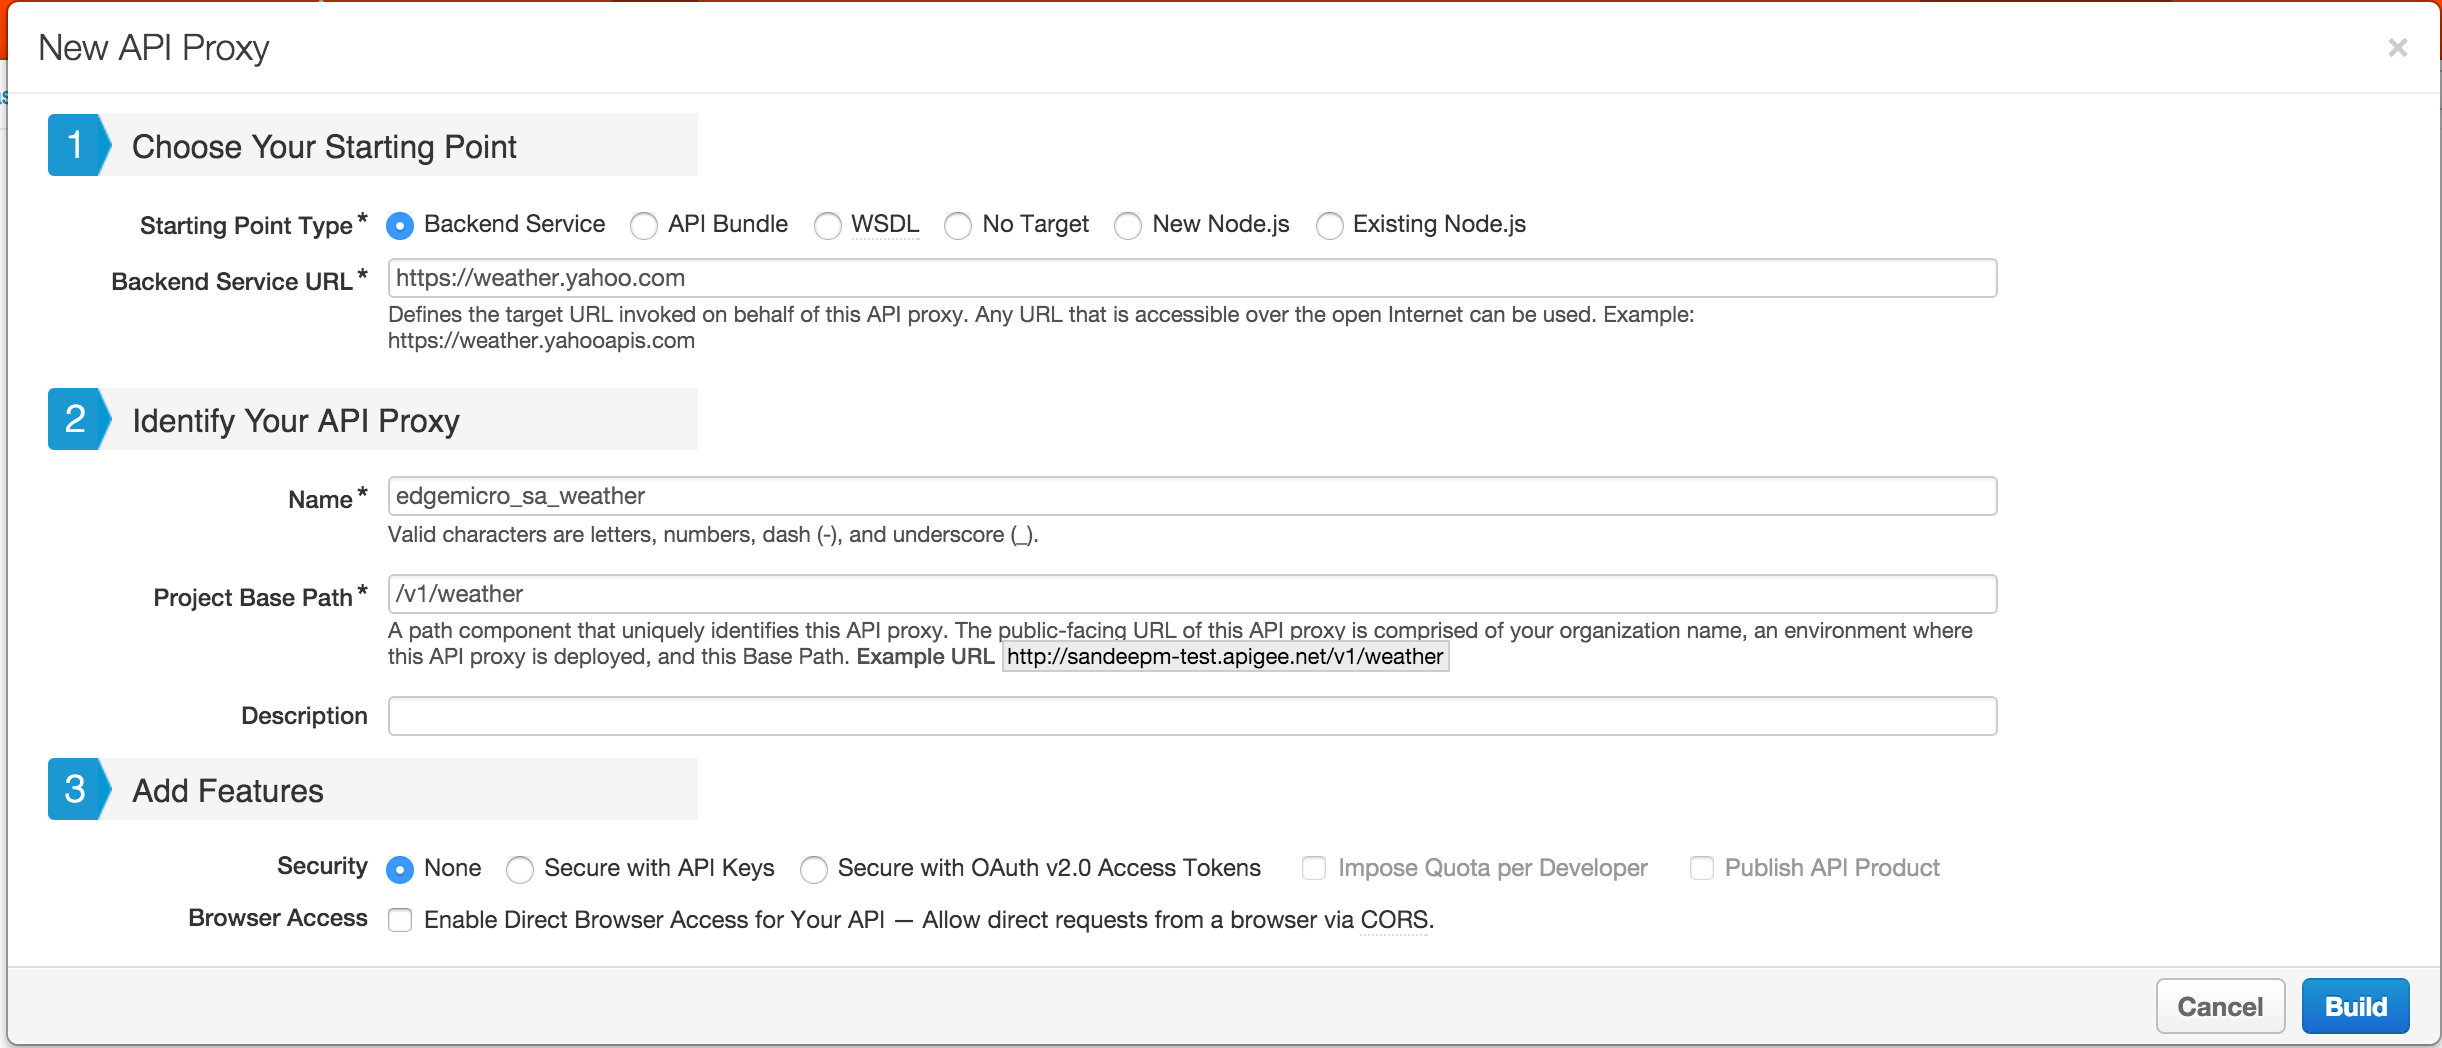 New API Proxy ×
1 Choose Your Starting Point
Starting Point Type * Backend Service API Bundle WSDL No Target New Node.js Existing Node.js
Backend Service URL * https://weather.yahoo.com
Defines the target URL invoked on behalf of this API proxy. Any URL that is accessible over the open Internet can be used. Example:
https://weather.yahooapis.com
2 Identify Your API Proxy
Name * edgemicro_sa_weather
Valid characters are letters, numbers, dash (-), and underscore (_).
Project Base Path * /v1/weather
A path component that uniquely identifies this API proxy. The public-facing URL of this API proxy is comprised of your organization name, an environment where
this API proxy is deployed, and this Base Path. Example URL http://sandeepm-test.apigee.net/v1/weather
Description
3 Add Features
Security None Secure with API Keys Secure with OAuth v2.0 Access Tokens Impose Quota per Developer Publish API Product
Browser Access Enable Direct Browser Access for Your API — Allow direct requests from a browser via CORS.
Cancel Build